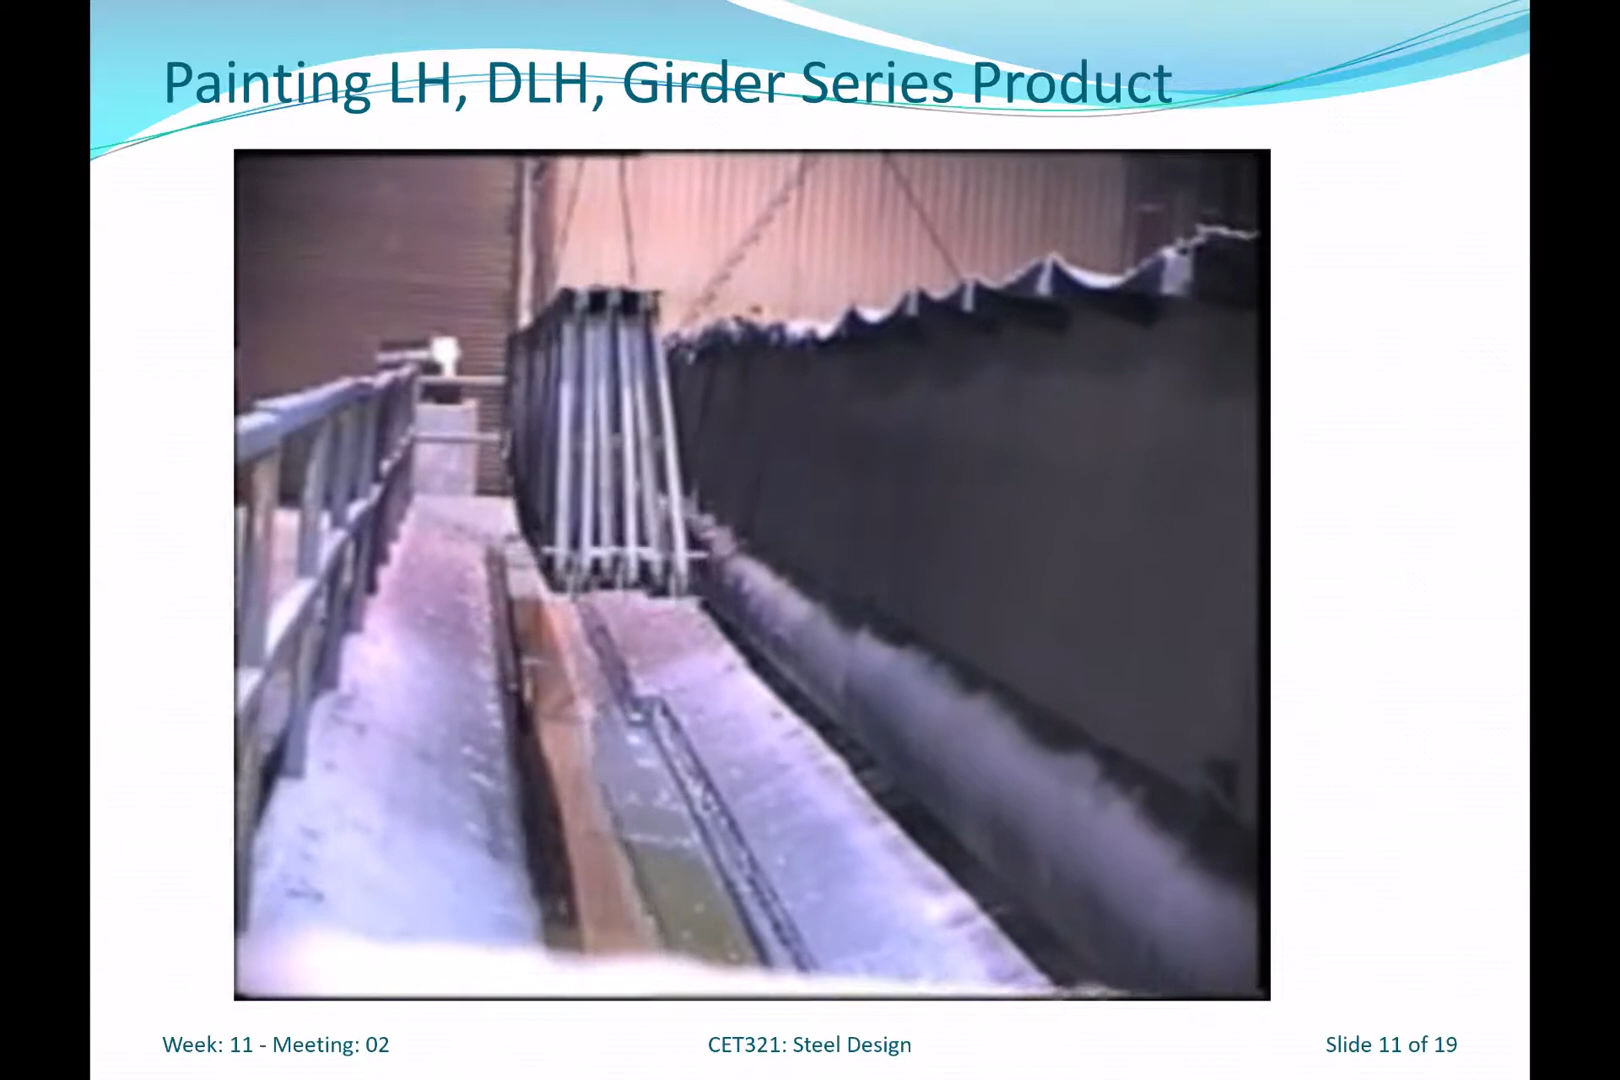 Painting LH, DLH, Girder Series Product
Week: 11 - Meeting: 02
CET321: Steel Design
Slide 11 of 19